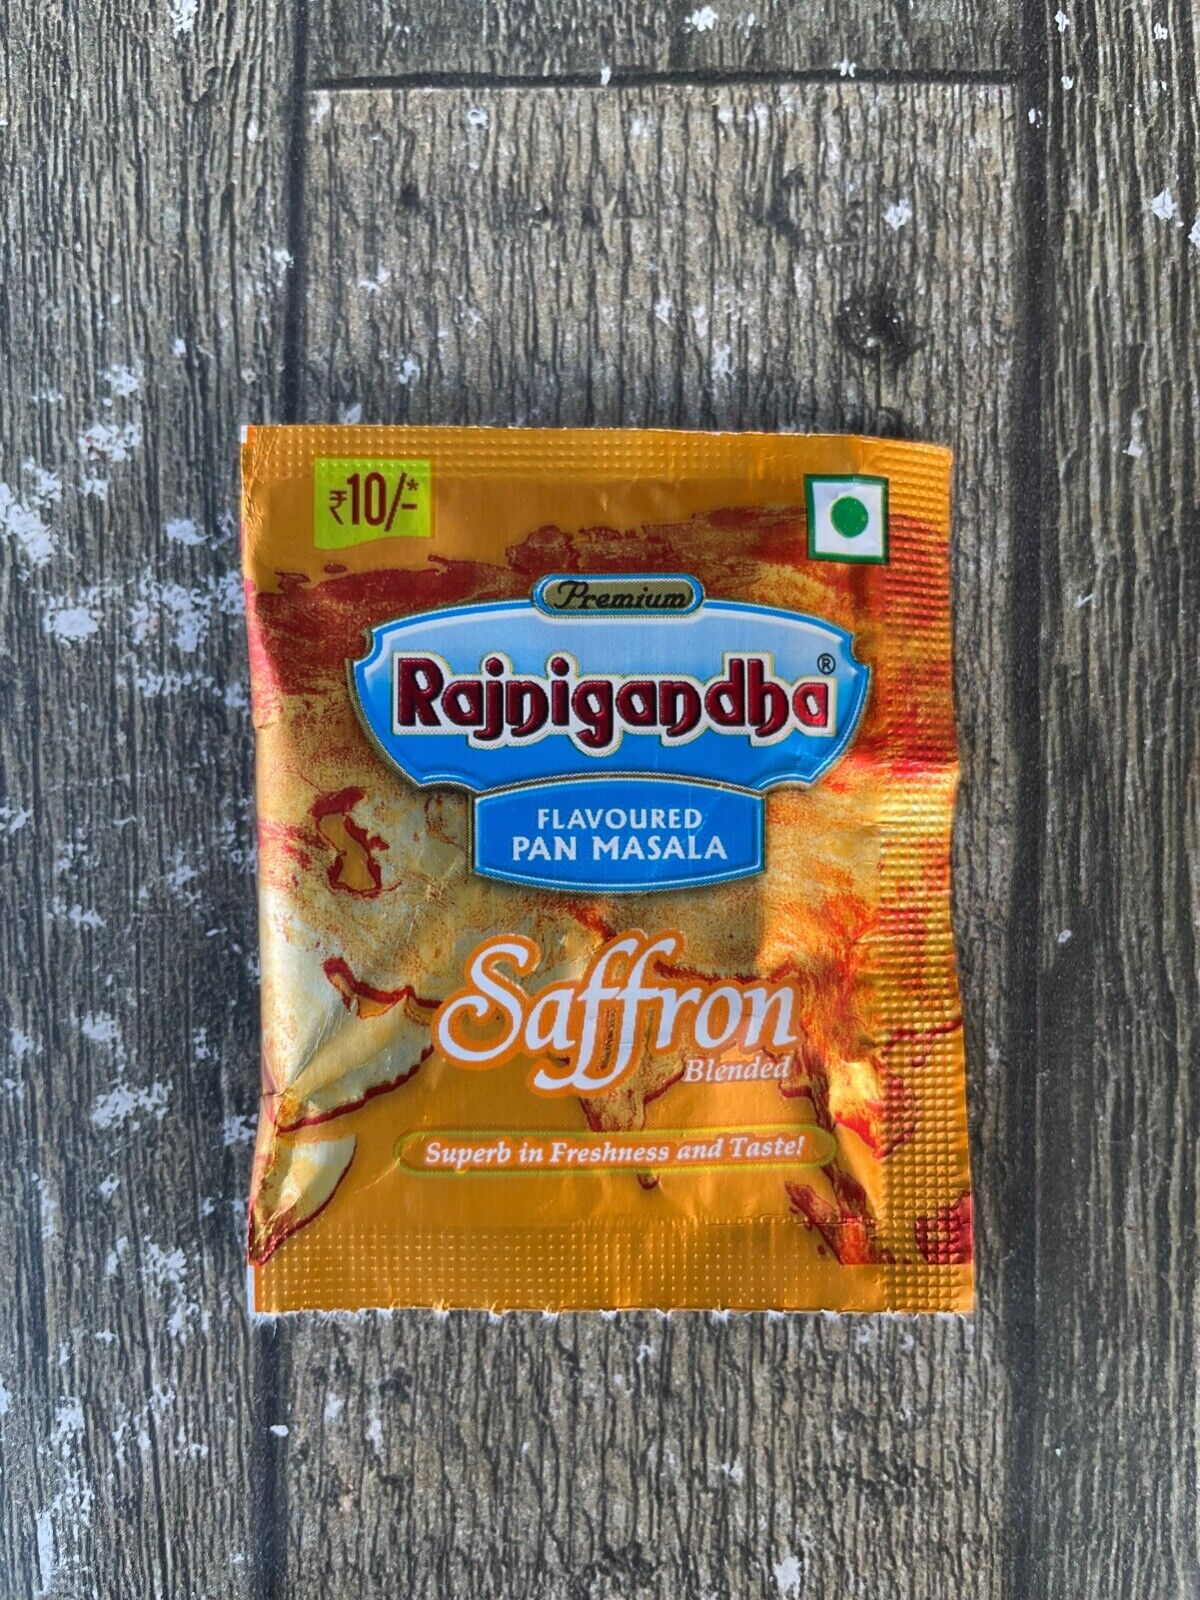 ₹10/-*
Premium
Rajnigandha®
FLAVOURED
PAN MASALA
Saffron
Blended
Superb in Freshness and Taste!